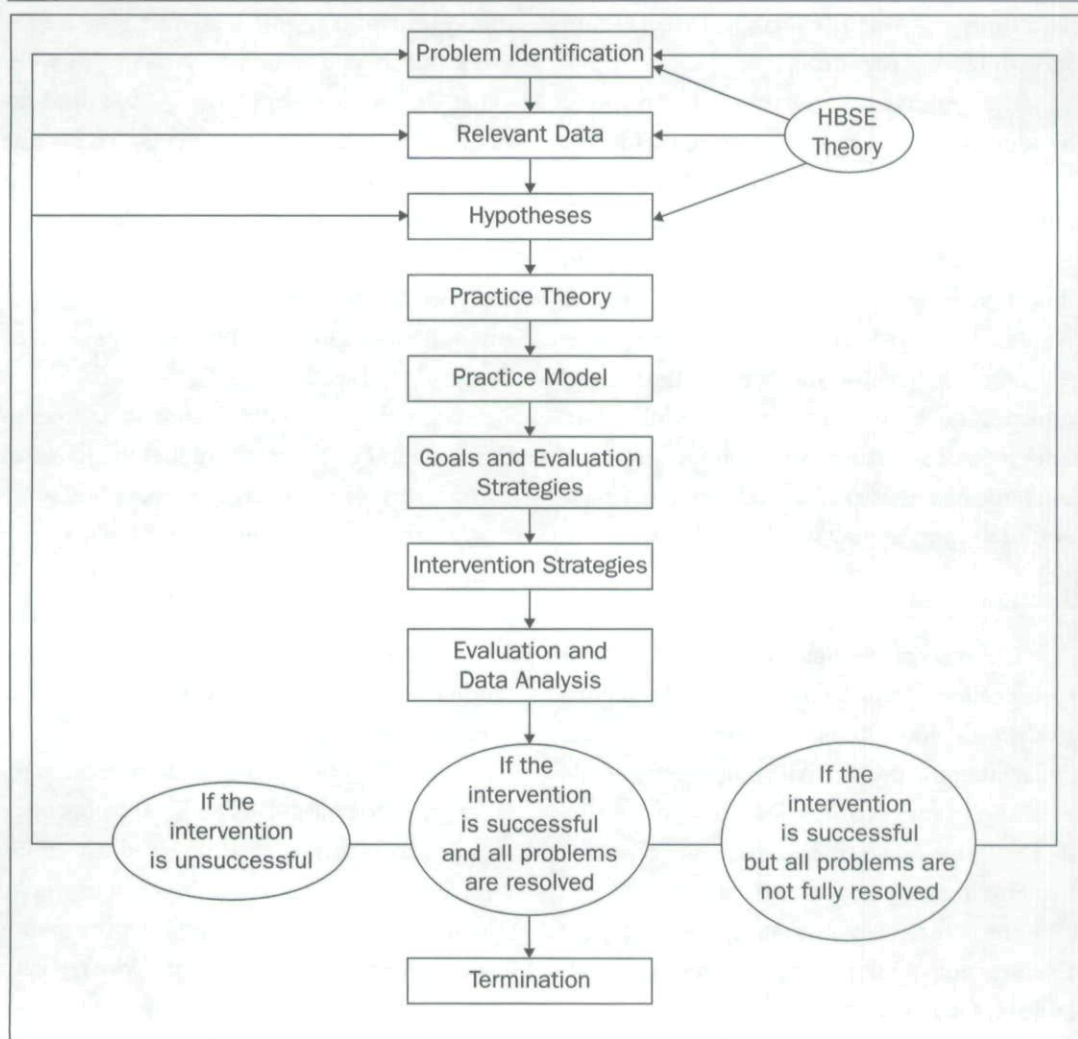 Problem Identification
HBSE
Theory
Relevant Data
Hypotheses
Practice Theory
Practice Model
Goals and Evaluation
Strategies
Intervention Strategies
Evaluation and
Data Analysis
If the
intervention
is unsuccessful
If the
intervention
is successful
and all problems
are resolved
If the
intervention
is successful
but all problems are
not fully resolved
Termination